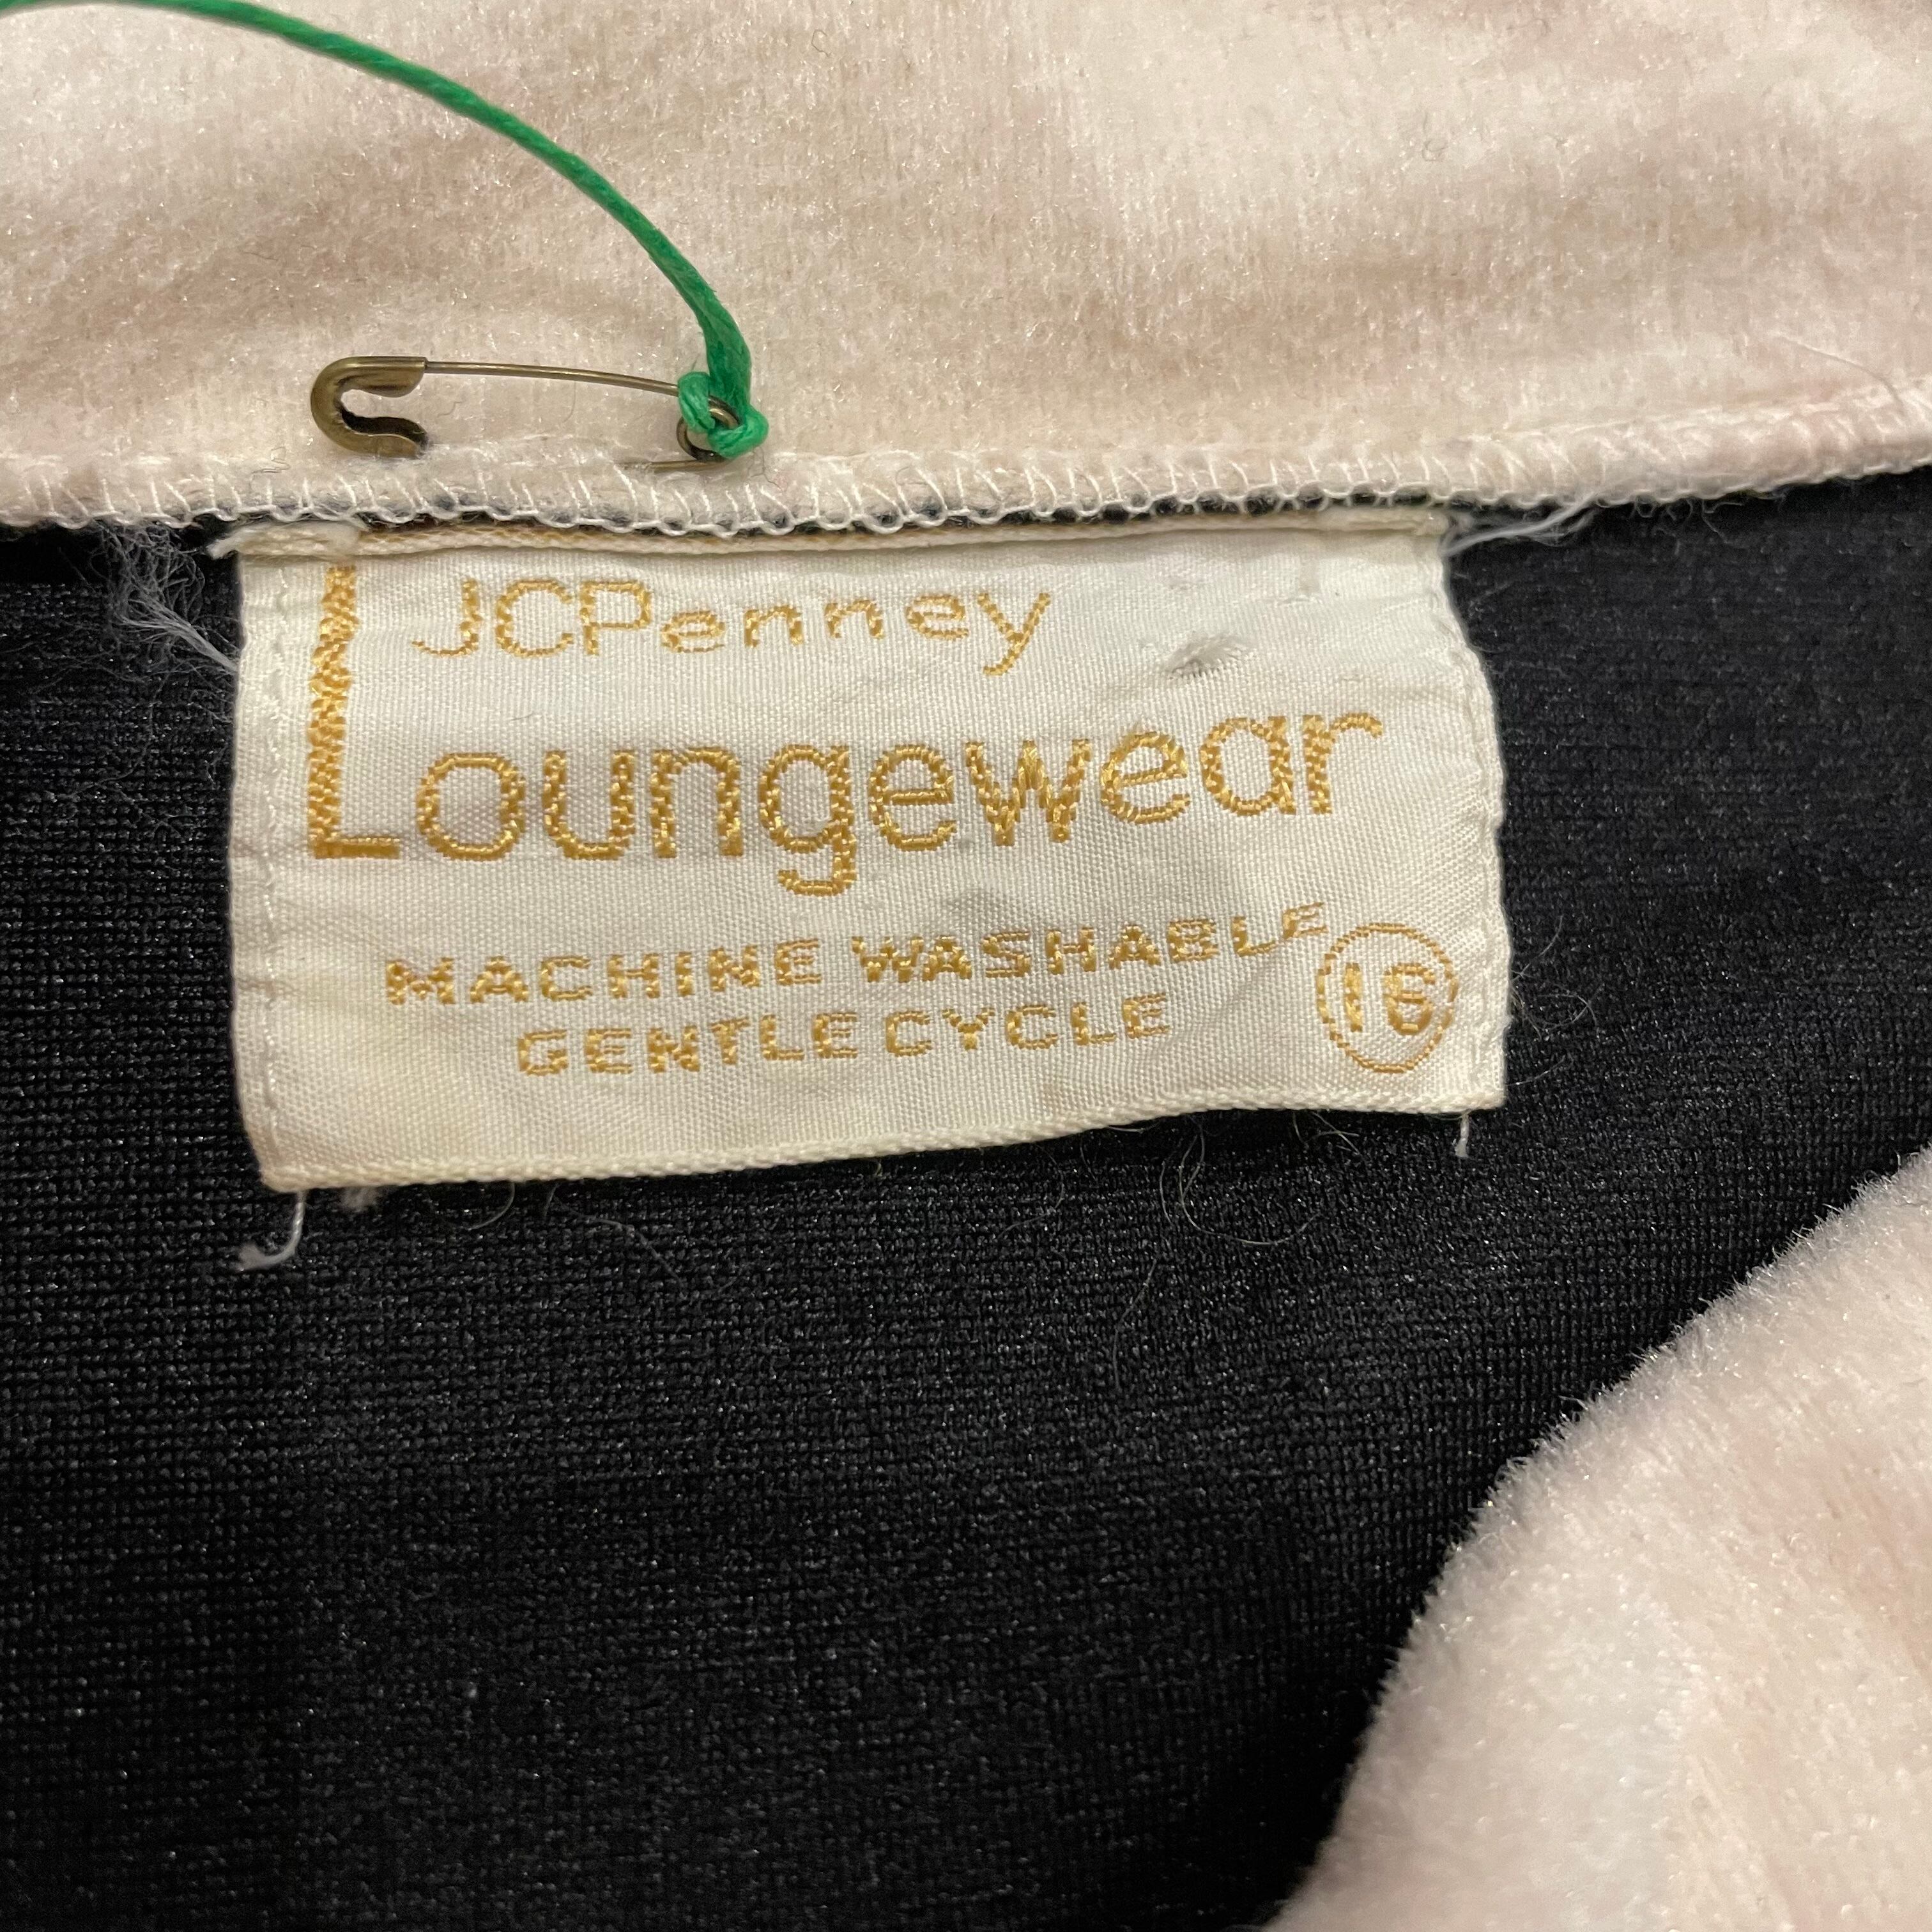 JCPenney
Loungewear
MACHINE WASHABLE
GENTLE CYCLE
16